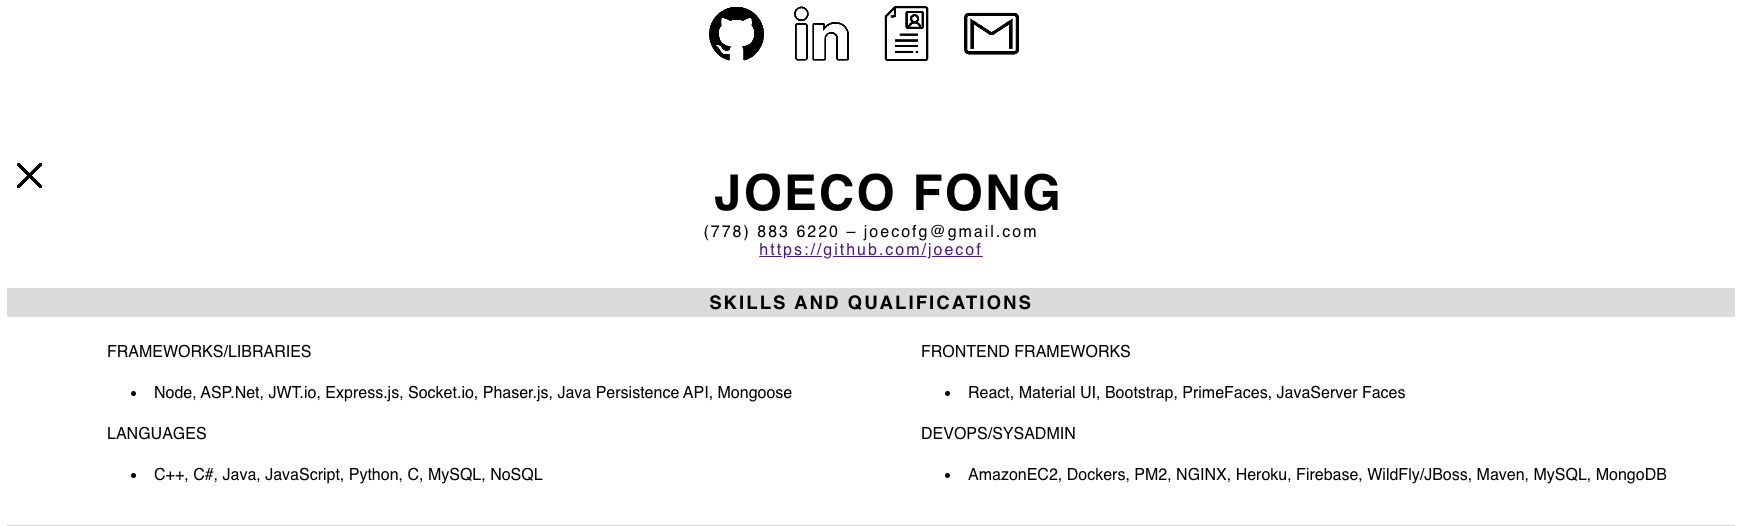 JOECO FONG
(778) 883 6220 – joecofg@gmail.com
https://github.com/joecof
SKILLS AND QUALIFICATIONS
FRAMEWORKS/LIBRARIES
• Node, ASP.Net, JWT.io, Express.js, Socket.io, Phaser.js, Java Persistence API, Mongoose
LANGUAGES
• C++, C#, Java, JavaScript, Python, C, MySQL, NoSQL
FRONTEND FRAMEWORKS
• React, Material UI, Bootstrap, PrimeFaces, JavaServer Faces
DEVOPS/SYSADMIN
• AmazonEC2, Dockers, PM2, NGINX, Heroku, Firebase, WildFly/JBoss, Maven, MySQL, MongoDB